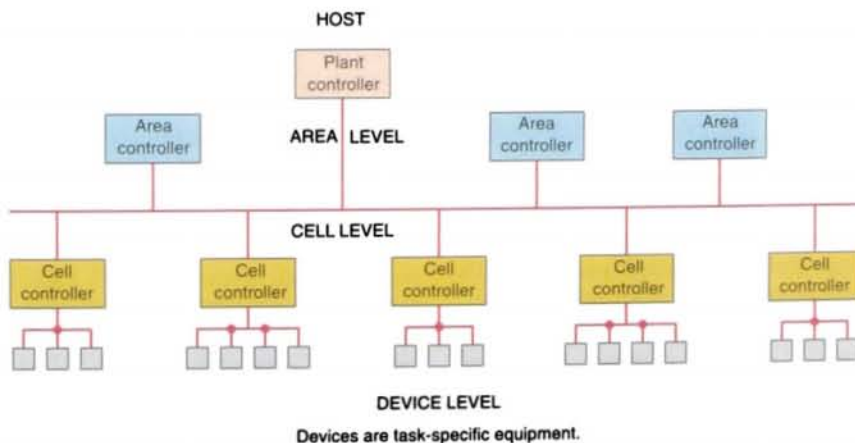 HOST
Plant
controller
Area
controller
AREA LEVEL
Area
controller
Area
controller
CELL LEVEL
Cell
controller
Cell
controller
Cell
controller
Cell
controller
Cell
controller
DEVICE LEVEL
Devices are task-specific equipment.